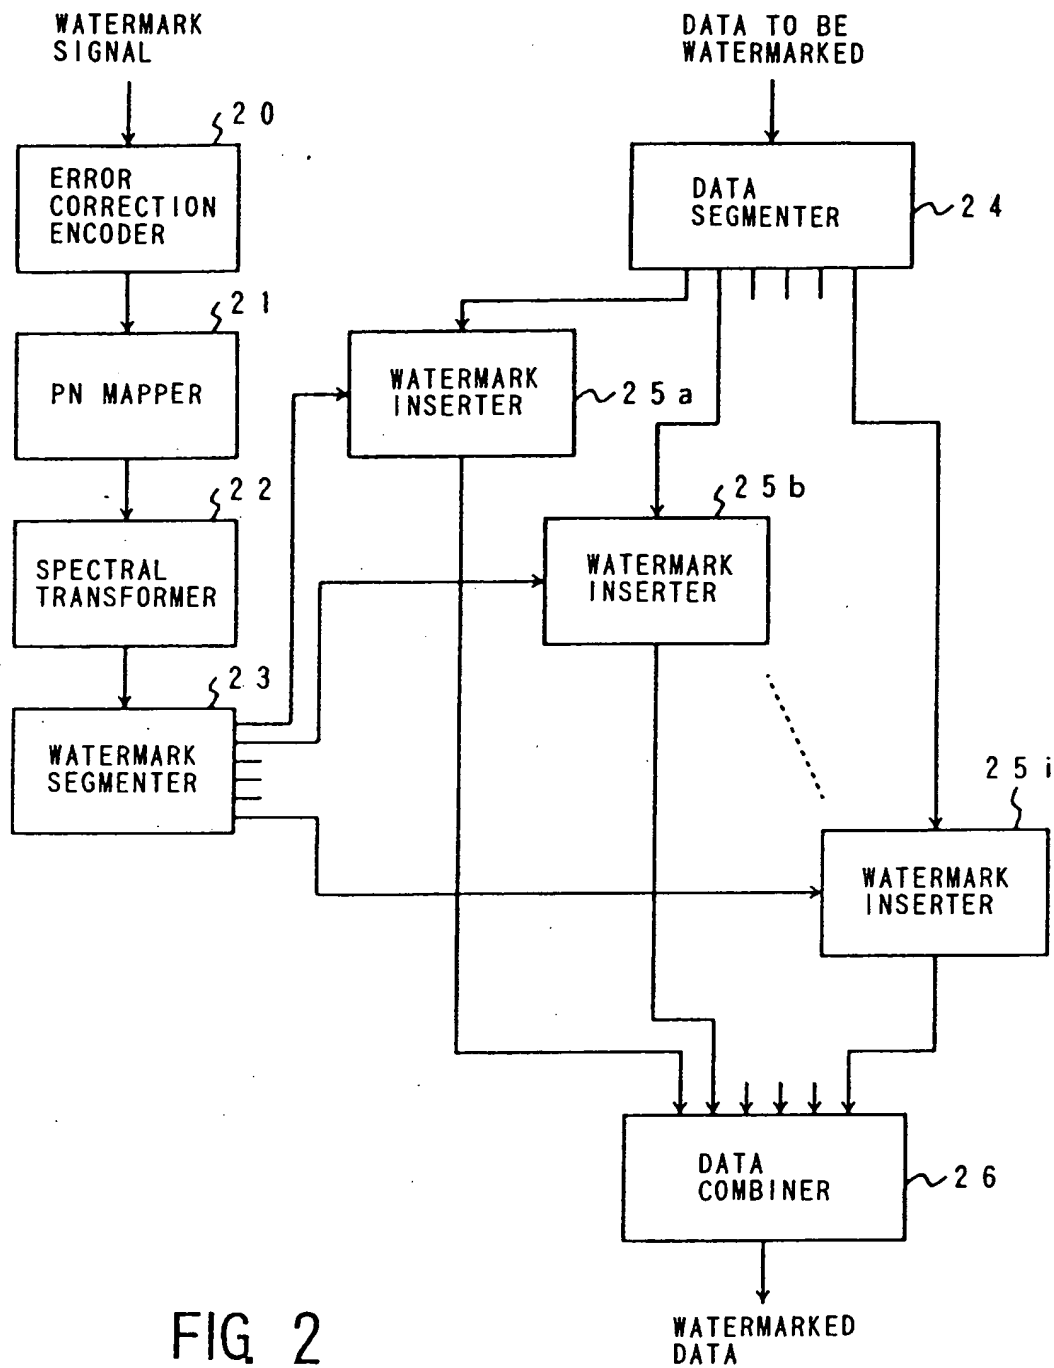 WATERMARK
SIGNAL
DATA TO BE
WATERMARKED
20
ERROR
CORRECTION
ENCODER
DATA
SEGMENTER
24
21
PN MAPPER
WATERMARK
INSERTER
25a
22
SPECTRAL
TRANSFORMER
25b
WATERMARK
INSERTER
23
WATERMARK
SEGMENTER
25i
WATERMARK
INSERTER
DATA
COMBINER
26
WATERMARKED
DATA
FIG. 2